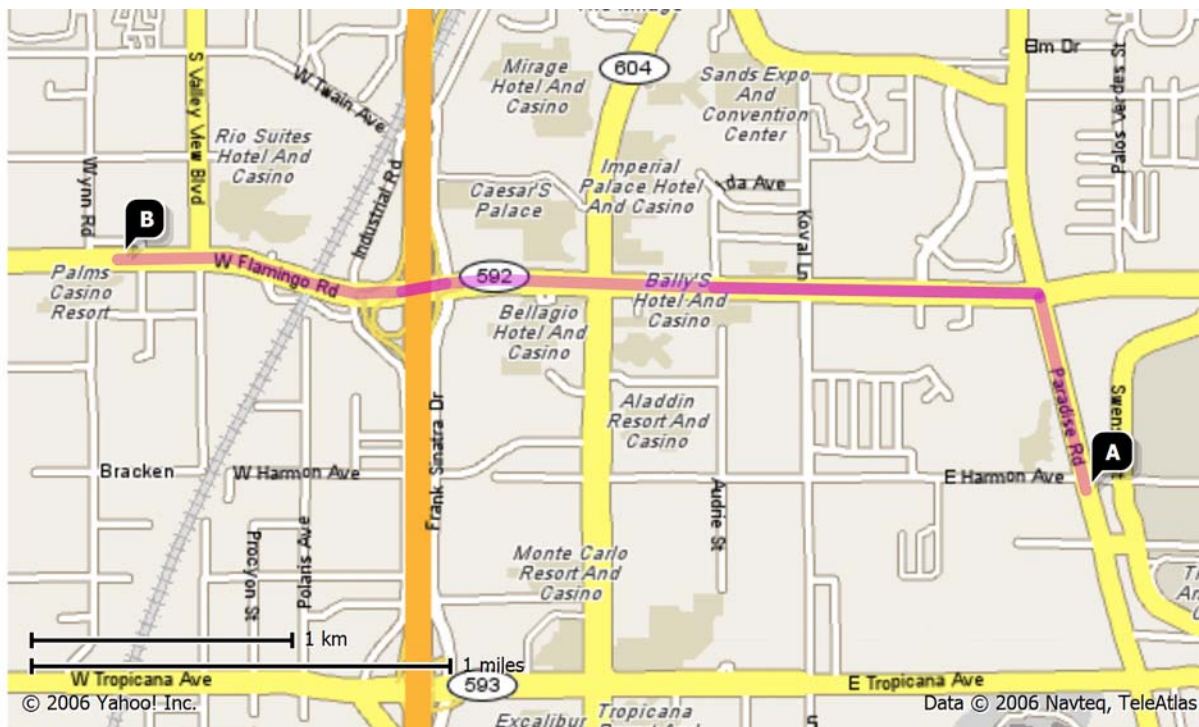 604
Mirage
Hotel And
Casino
Sands Expo
And
Convention
Center
Palos Verdes St
S Valley View Blvd
W Twain Ave
Rio Suites
Hotel And
Casino
Industrial Rd
Imperial
Palace Hotel
And Casino
Caesar'S
Palace
Wynn Rd
Koval Ln
B
W Flamingo Rd
592
Palms
Casino
Resort
Bally'S
Hotel And
Casino
Bellagio
Hotel And
Casino
Paradise Rd
Frank Sinatra Dr
Aladdin
Resort And
Casino
A
Bracken
W Harmon Ave
E Harmon Ave
Audrie St
Procyon St
Polaris Ave
Monte Carlo
Resort And
Casino
1 km
1 miles
W Tropicana Ave
593
E Tropicana Ave
© 2006 Yahoo! Inc.
Data © 2006 Navteq, TeleAtlas
Excalibur
Tropicana